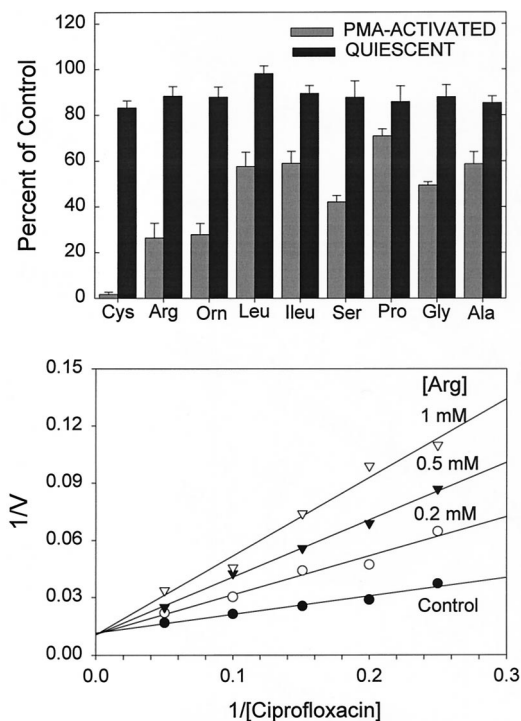 PMA-ACTIVATED
QUIESCENT
Percent of Control
120
100
80
60
40
20
0
Cys Arg Orn Leu Ileu Ser Pro Gly Ala
0.15
0.12
0.09
0.06
0.03
0.00
1/V
[Arg]
1 mM
0.5 mM
0.2 mM
Control
0.0 0.1 0.2 0.3
1/[Ciprofloxacin]